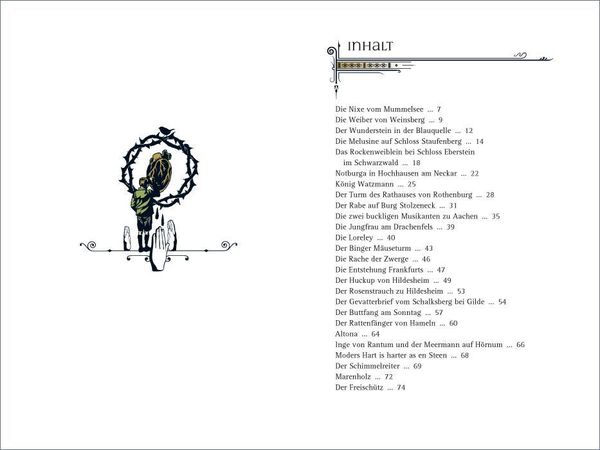 INHALT
Die Nixe vom Mummelsee ... 7
Die Weiber von Weinsberg ... 9
Der Wunderstein in der Blauquelle ... 12
Die Melusine auf Schloss Staufenberg ... 14
Das Rockenweiblein bei Schloss Eberstein
im Schwarzwald ... 18
Notburga in Hochhausen am Neckar ... 22
König Watzmann ... 25
Der Turm des Rathauses von Rothenburg ... 28
Der Rabe auf Burg Stolzeneck ... 31
Die zwei buckligen Musikanten zu Aachen ... 35
Die Jungfrau am Drachenfels ... 39
Die Loreley ... 40
Der Binger Mäuseturm ... 43
Die Rache der Zwerge ... 46
Die Entstehung Frankfurts ... 47
Der Huckup von Hildesheim ... 49
Der Rosenstrauch zu Hildesheim ... 53
Der Gevatterbrief vom Schalksberg bei Gilde ... 54
Der Buttfang am Sonntag ... 57
Der Rattenfänger von Hameln ... 60
Altona ... 64
Inge von Rantum und der Meermann auf Hörnum ... 66
Moders Hart is harter as en Steen ... 68
Der Schimmelreiter ... 69
Marenholz ... 72
Der Freischütz ... 74